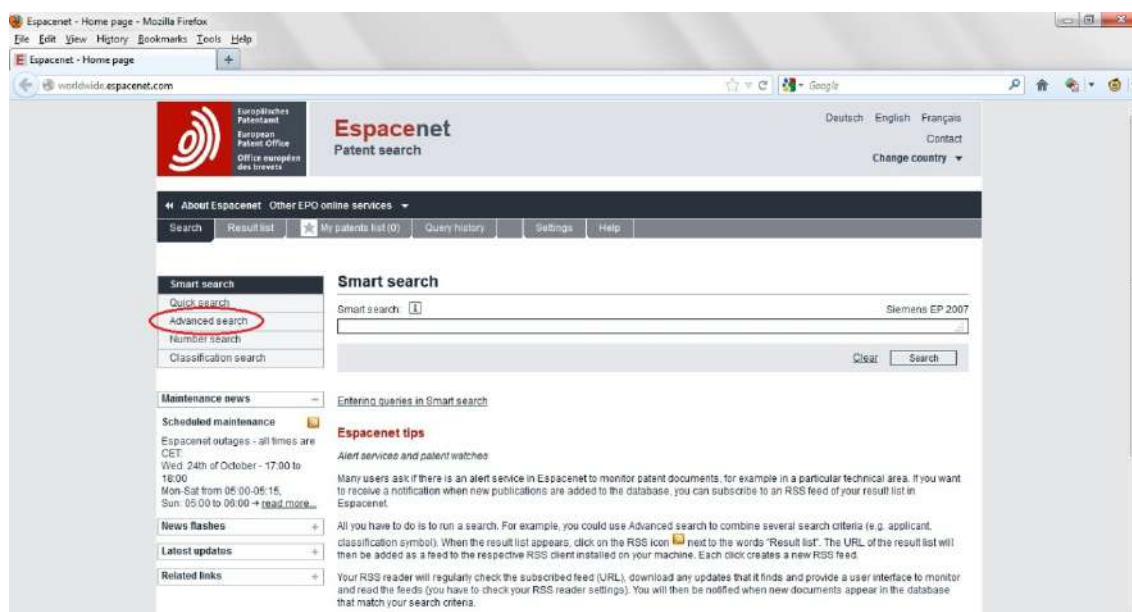 Espacenet - Home page - Mozilla Firefox
File Edit View History Bookmarks Tools Help
Espacenet - Home page
worldwide.espacenet.com
Google
Europäisches
Patentamt
European
Patent Office
Office européen
des brevets
Espacenet
Patent search
Deutsch English Français
Contact
Change country
About Espacenet Other EPO online services
Search Result list My patents list (0) Query history Settings Help
Smart search
Quick search
Advanced search
Number search
Classification search
Smart search
Smart search: Siemens EP 2007
Clear Search
Maintenance news
Scheduled maintenance
Espacenet outages - all times are
CET.
Wed. 24th of October - 17:00 to
18:00
Mon-Sat from 05:00-05:15,
Sun: 05:00 to 06:00 → read more...
News flashes
Latest updates
Related links
Entering queries in Smart search
Espacenet tips
Alert services and patent watches
Many users ask if there is an alert service in Espacenet to monitor patent documents, for example in a particular technical area. If you want
to receive a notification when new publications are added to the database, you can subscribe to an RSS feed of your result list in
Espacenet.
All you have to do is to run a search. For example, you could use Advanced search to combine several search criteria (e.g. applicant,
classification symbol). When the result list appears, click on the RSS icon next to the words "Result list". The URL of the result list will
then be added as a feed to the respective RSS client installed on your machine. Each click creates a new RSS feed.
Your RSS reader will regularly check the subscribed feed (URL), download any updates that it finds and provide a user interface to monitor
and read the feeds (you have to check your RSS reader settings). You will then be notified when new documents appear in the database
that match your search criteria.